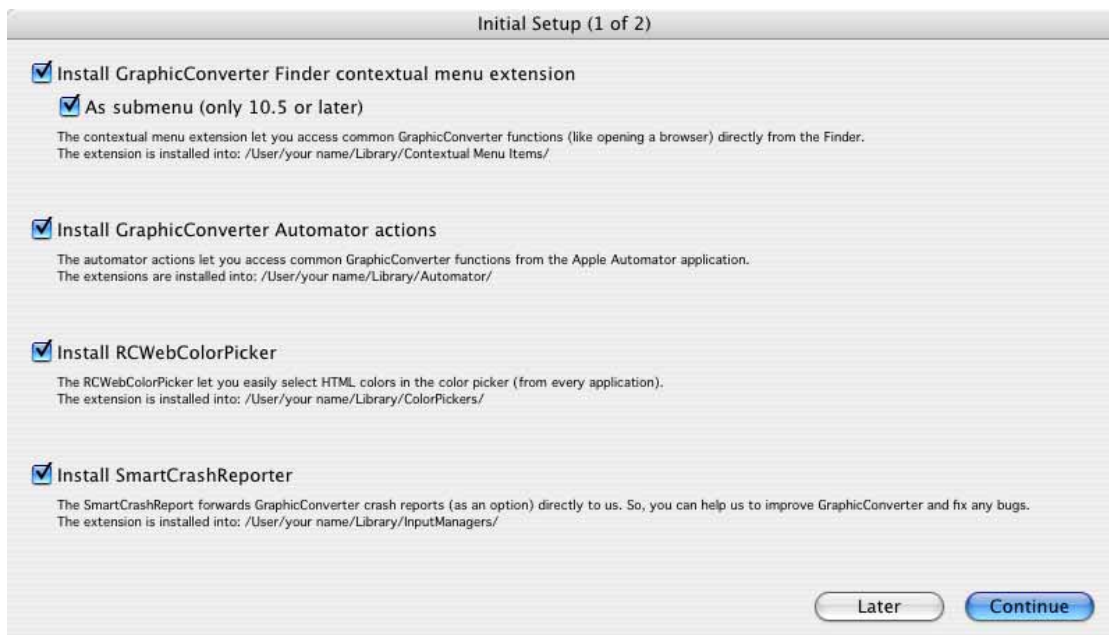 Initial Setup (1 of 2)
Install GraphicConverter Finder contextual menu extension
As submenu (only 10.5 or later)
The contextual menu extension let you access common GraphicConverter functions (like opening a browser) directly from the Finder.
The extension is installed into: /User/your name/Library/Contextual Menu Items/
Install GraphicConverter Automator actions
The automator actions let you access common GraphicConverter functions from the Apple Automator application.
The extensions are installed into: /User/your name/Library/Automator/
Install RCWebColorPicker
The RCWebColorPicker let you easily select HTML colors in the color picker (from every application).
The extension is installed into: /User/your name/Library/ColorPickers/
Install SmartCrashReporter
The SmartCrashReport forwards GraphicConverter crash reports (as an option) directly to us. So, you can help us to improve GraphicConverter and fix any bugs.
The extension is installed into: /User/your name/Library/InputManagers/
Later
Continue